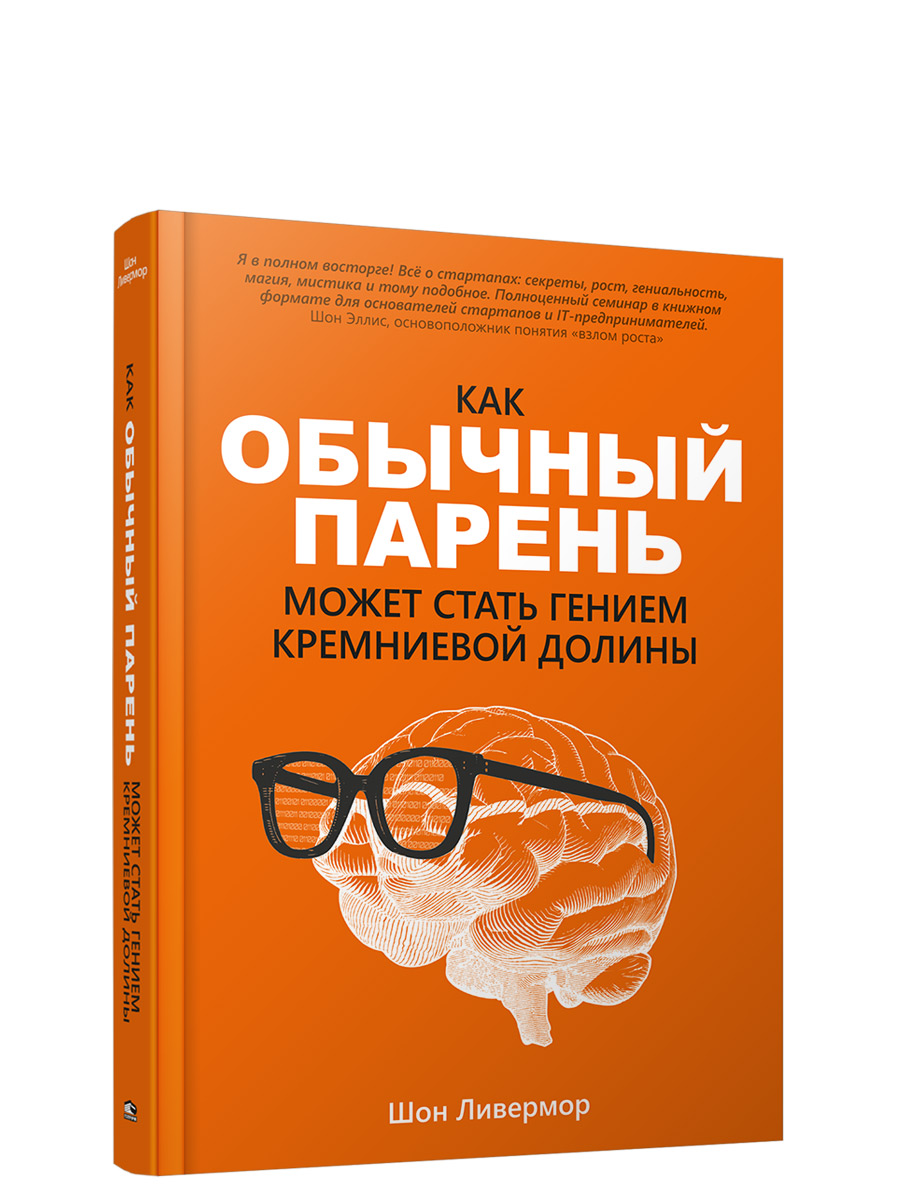 Я в полном восторге! Всё о стартапах: секреты, рост, гениальность,
магия, мистика и тому подобное. Полноценный семинар в книжном
формате для основателей стартапов и IT-предпринимателей.
Шон Эллис, основоположник понятия «взлом роста»
КАК
ОБЫЧНЫЙ
ПАРЕНЬ
МОЖЕТ СТАТЬ ГЕНИЕМ
КРЕМНИЕВОЙ ДОЛИНЫ
Шон Ливермор
Шон
Ливермор
КАК ОБЫЧНЫЙ ПАРЕНЬ
МОЖЕТ СТАТЬ ГЕНИЕМ
КРЕМНИЕВОЙ ДОЛИНЫ